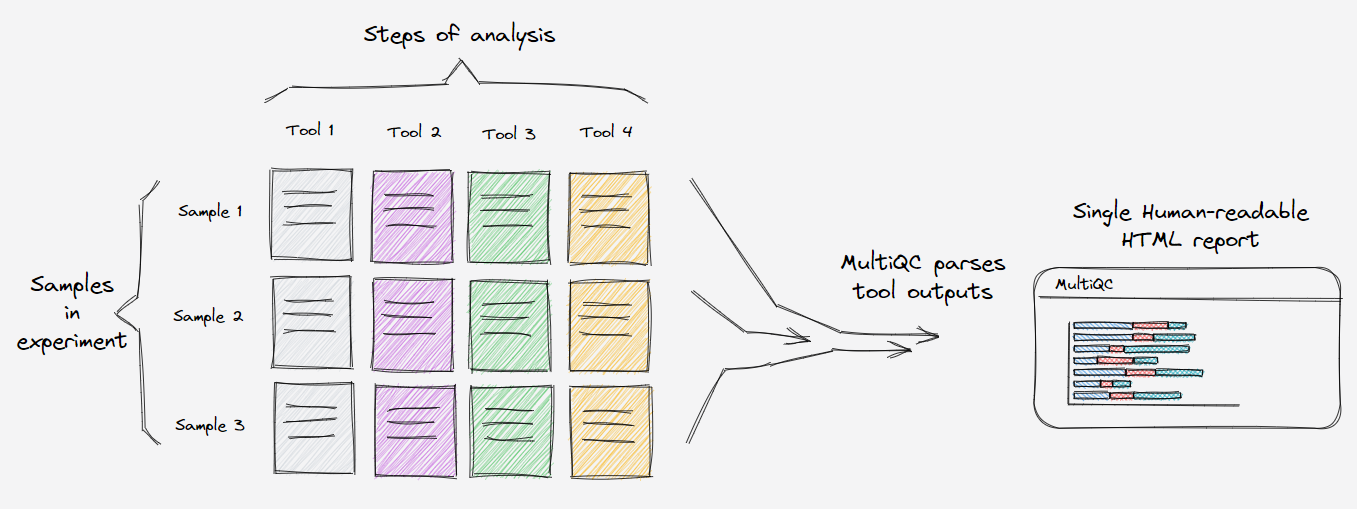 Steps of analysis
Tool 1
Tool 2
Tool 3
Tool 4
Samples
in
experiment
Sample 1
Sample 2
Sample 3
MultiQC parses
tool outputs
Single Human-readable
HTML report
MultiQC